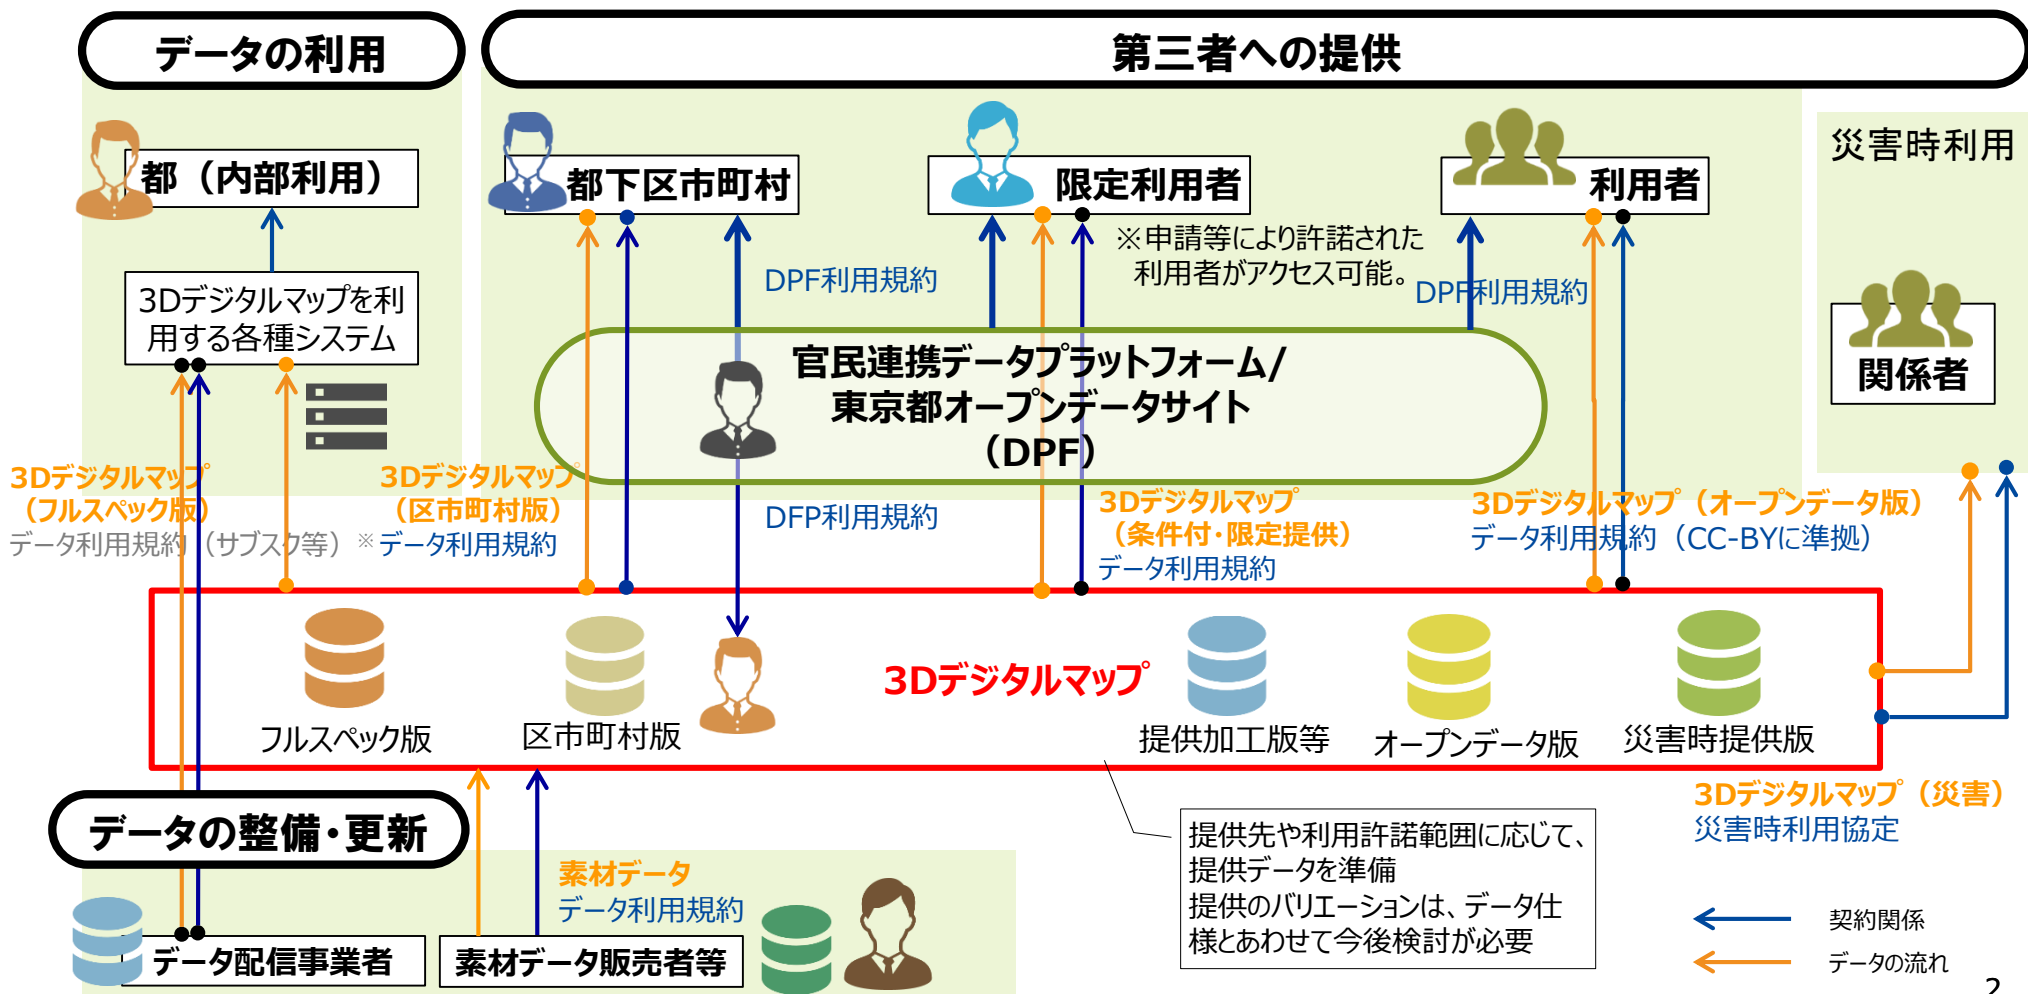 データの利用
第三者への提供
都（内部利用）
都下区市町村
限定利用者
利用者
災害時利用
※申請等により許諾された
利用者がアクセス可能。
3Dデジタルマップを利
用する各種システム
DPF利用規約
DPF利用規約
関係者
官民連携データプラットフォーム/
東京都オープンデータサイト
（DPF）
3Dデジタルマップ
（フルスペック版）
データ利用規約（サブスク等）※
3Dデジタルマップ
（区市町村版）
データ利用規約
DFP利用規約
3Dデジタルマップ
（条件付・限定提供）
データ利用規約
3Dデジタルマップ（オープンデータ版）
データ利用規約（CC-BYに準拠）
3Dデジタルマップ
フルスペック版
区市町村版
提供加工版等
オープンデータ版
災害時提供版
3Dデジタルマップ（災害）
災害時利用協定
データの整備・更新
提供先や利用許諾範囲に応じて、
提供データを準備
提供のバリエーションは、データ仕
様とあわせて今後検討が必要
素材データ
データ利用規約
データ配信事業者
素材データ販売者等
契約関係
データの流れ
2